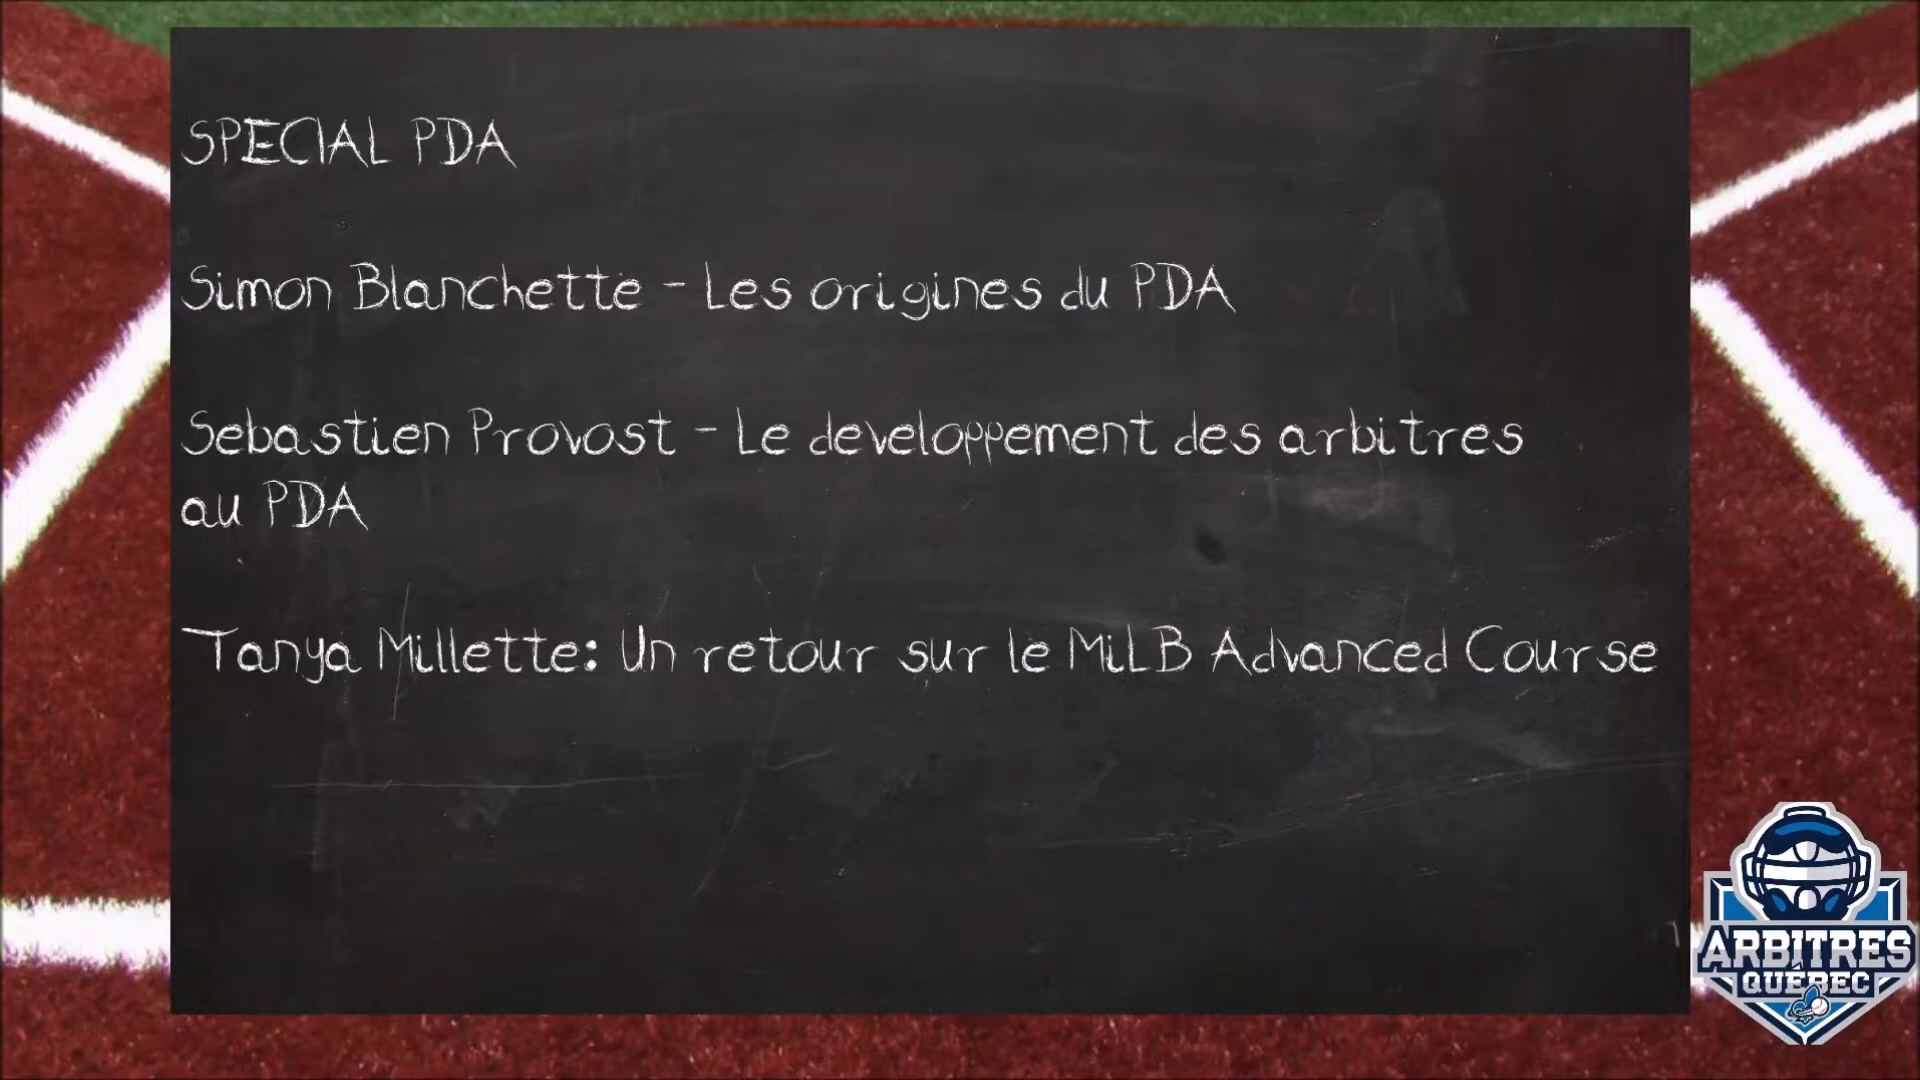 SPECIAL PDA
Simon Blanchette - Les origines du PDA
Sebastien Provost - Le developpement des arbitres
au PDA
Tanya Millette: Un retour sur le MiLB Advanced Course
ARBITRES
QUÉBEC